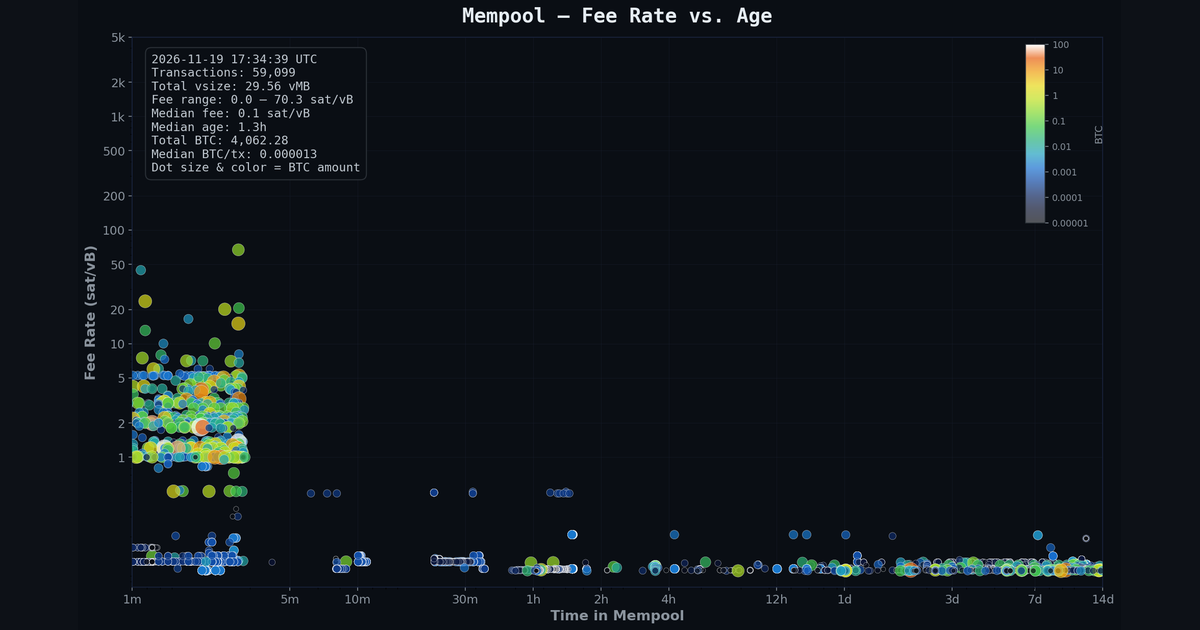 Mempool — Fee Rate vs. Age
2026-11-19 17:34:39 UTC
Transactions: 59,099
Total vsize: 29.56 vMB
Fee range: 0.0 — 70.3 sat/vB
Median fee: 0.1 sat/vB
Median age: 1.3h
Total BTC: 4,062.28
Median BTC/tx: 0.000013
Dot size & color = BTC amount
100
10
1
0.1
0.01
0.001
0.0001
0.00001
BTC
Fee Rate (sat/vB)
5k
2k
1k
500
200
100
50
20
10
5
2
1
1m 5m 10m 30m 1h 2h 4h 12h 1d 3d 7d 14d
Time in Mempool